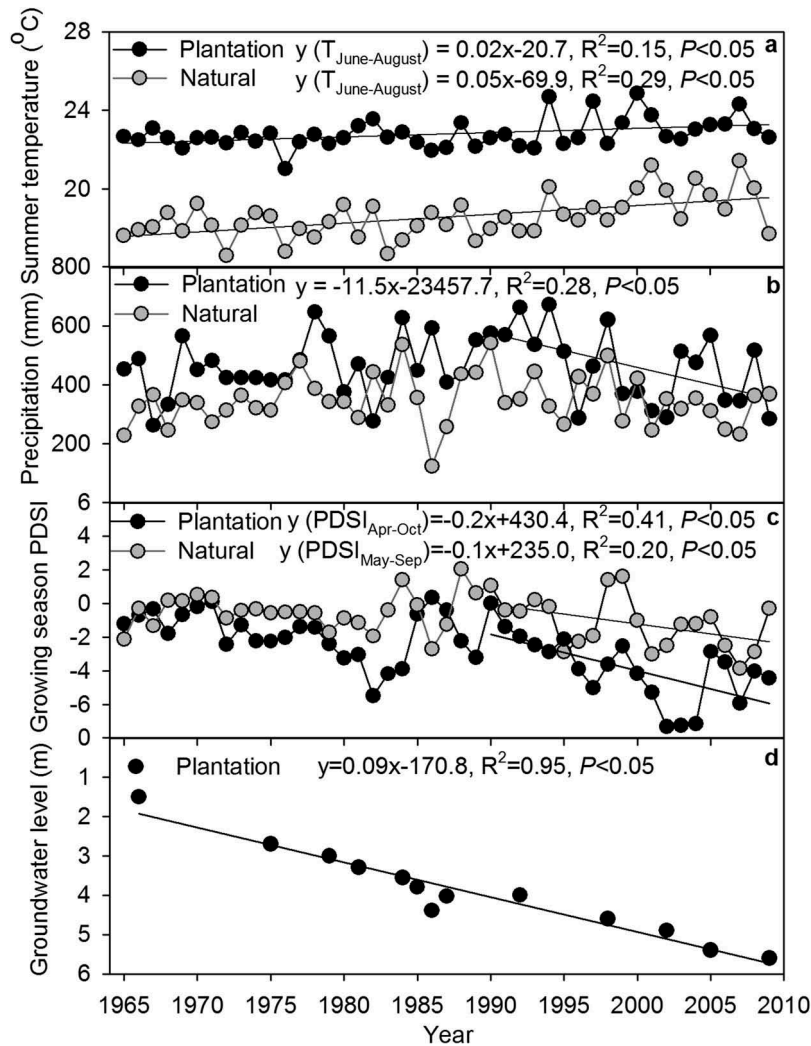 28
Plantation y (T_June-August) = 0.02x-20.7, R²=0.15, P<0.05 a
Natural y (T_June-August) = 0.05x-69.9, R²=0.29, P<0.05
24
20
Summer temperature (⁰C)
800
Plantation y = -11.5x-23457.7, R²=0.28, P<0.05 b
Natural
600
400
200
Precipitation (mm)
6
Plantation y (PDSI_Apr-Oct)=-0.2x+430.4, R²=0.41, P<0.05 c
4
Natural y (PDSI_May-Sep)=-0.1x+235.0, R²=0.20, P<0.05
2
0
-2
-4
-6
Growing season PDSI
0
Plantation y=0.09x-170.8, R²=0.95, P<0.05 d
1
2
3
4
5
6
Groundwater level (m)
1965 1970 1975 1980 1985 1990 1995 2000 2005 2010
Year